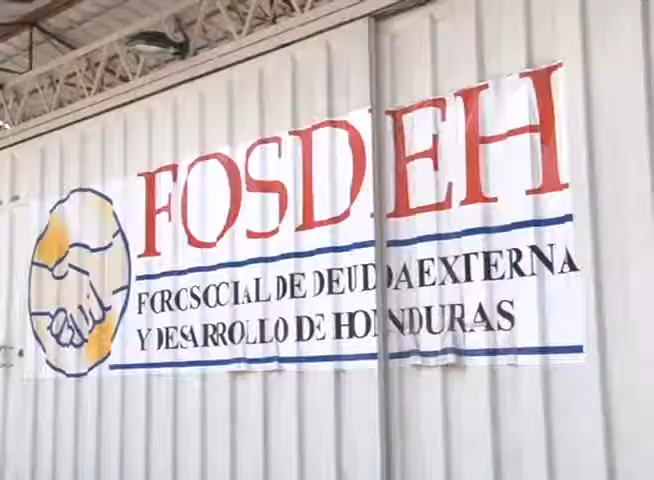 FOSDEH
FORO SOCIAL DE DEUDA EXTERNA
Y DESARROLLO DE HONDURAS